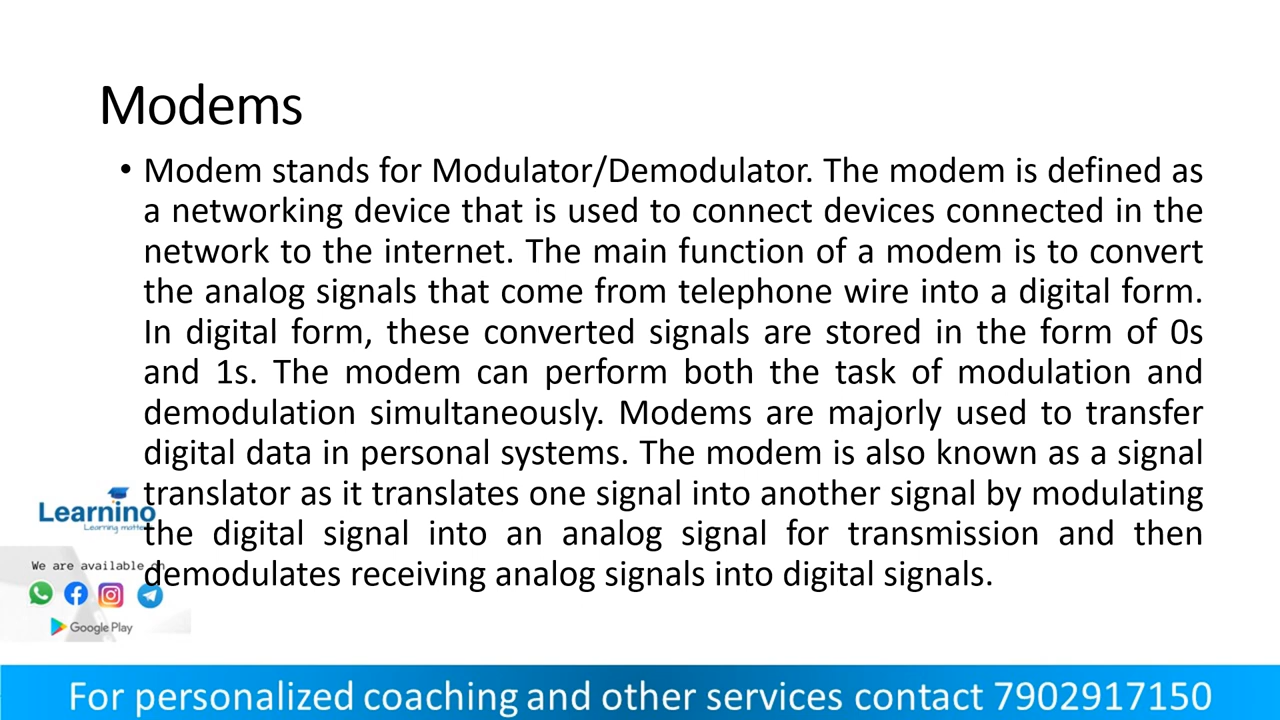 Modems
• Modem stands for Modulator/Demodulator. The modem is defined as
a networking device that is used to connect devices connected in the
network to the internet. The main function of a modem is to convert
the analog signals that come from telephone wire into a digital form.
In digital form, these converted signals are stored in the form of 0s
and 1s. The modem can perform both the task of modulation and
demodulation simultaneously. Modems are majorly used to transfer
digital data in personal systems. The modem is also known as a signal
translator as it translates one signal into another signal by modulating
the digital signal into an analog signal for transmission and then
demodulates receiving analog signals into digital signals.
Learnino
Learning
We are available on
Google Play
For personalized coaching and other services contact 7902917150